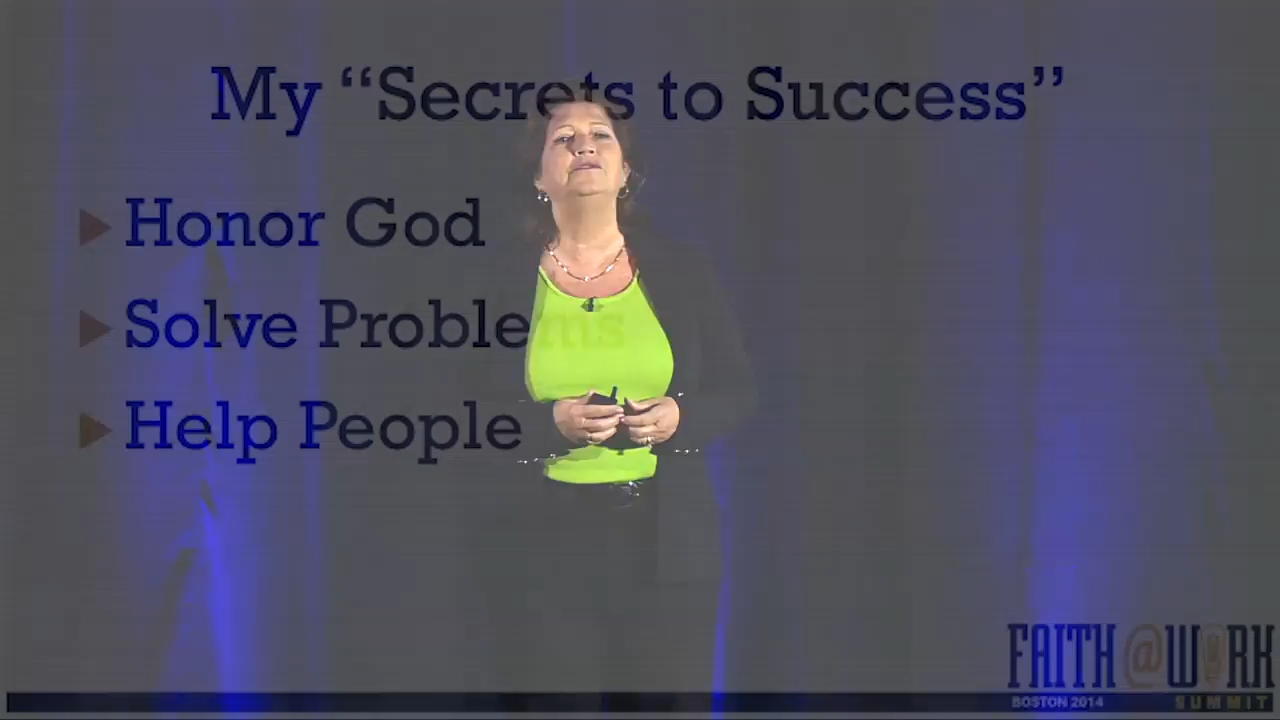 My “Secrets to Success”
Honor God
Solve Problems
Help People
FAITH @ WORK
BOSTON 2014 SUMMIT